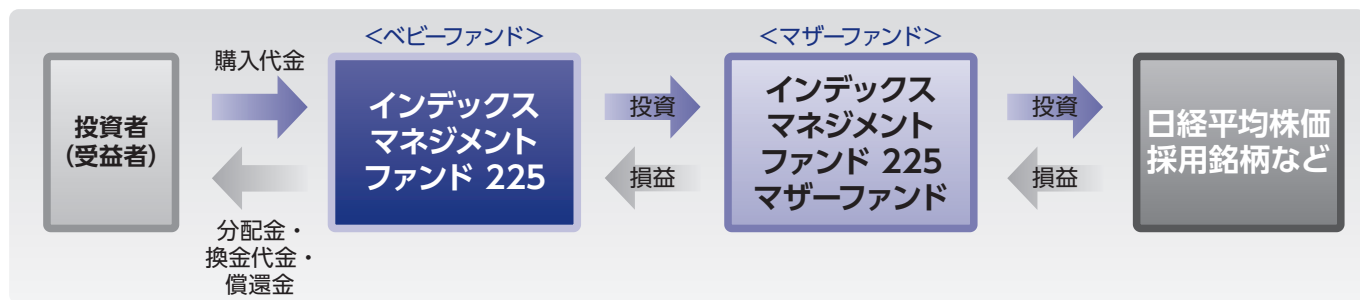 <ベビーファンド>
<マザーファンド>
投資者
(受益者)
購入代金
分配金・
換金代金・
償還金
インデックス
マネジメント
ファンド 225
投資
損益
インデックス
マネジメント
ファンド 225
マザーファンド
投資
損益
日経平均株価
採用銘柄など